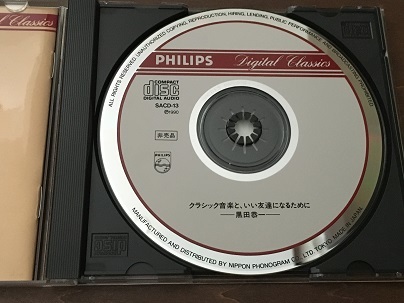 Digital Classics
ALL RIGHTS RESERVED. UNAUTHORIZED COPYING, REPRODUCTION, HIRING, LENDING, PUBLIC PERFORMANCE AND BROADCASTING PROHIBITED
PHILIPS Digital Classics
COMPACT
disc
DIGITAL AUDIO
SACD-13
℗1990
非売品
PHILIPS
クラシック音楽と、いい友達になるために
──黒田恭一──
MANUFACTURED AND DISTRIBUTED BY NIPPON PHONOGRAM CO., LTD. TOKYO MADE IN JAPAN